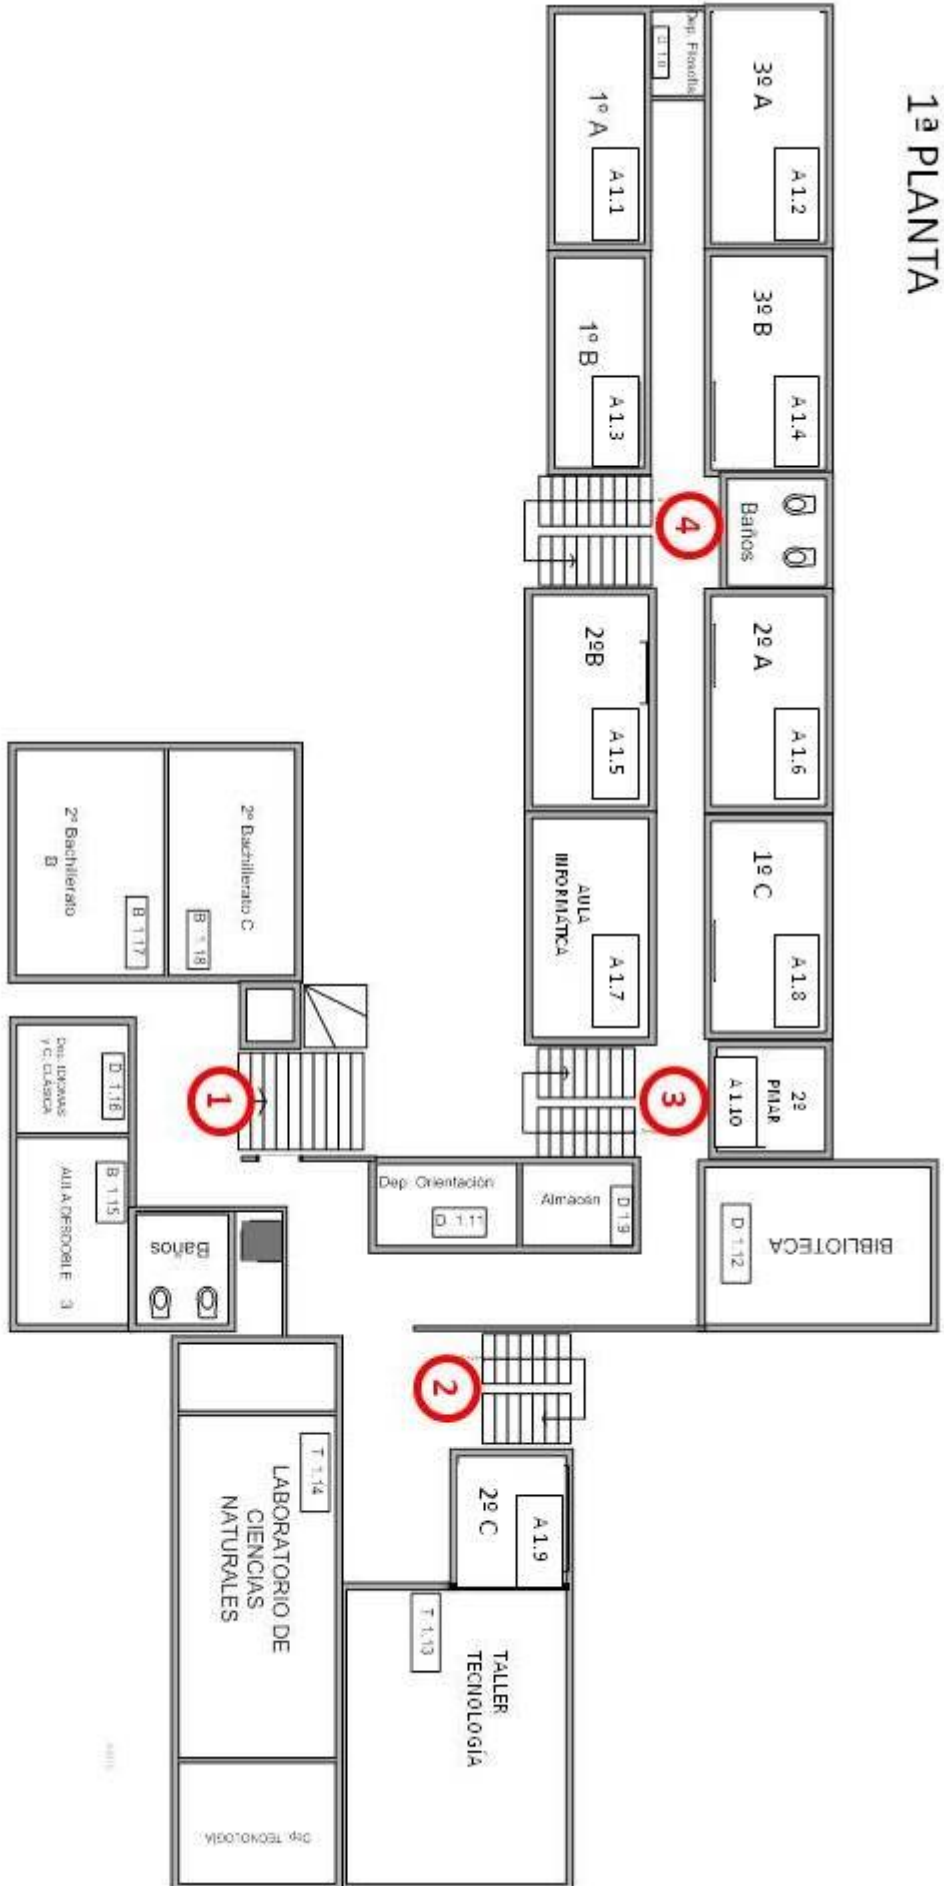 1ª PLANTA
3º A
A 1.2
3º B
A 1.4
Baños
2º A
A 1.6
1º C
A 1.8
2º
PMAR
A 1.10
BIBLIOTECA
D 1.12
Dep. Filosofía
1º A
A 1.1
1º B
A 1.3
4
2ºB
A 1.5
AULA
INFORMÁTICA
A 1.7
3
Almacén
D 1.9
Dep. Orientación
D 1.11
2
2º C
A 1.9
TALLER
TECNOLOGÍA
T 1.13
2º Bachillerato C
B 1.18
2º Bachillerato
B
B 1.17
1
D 1.16
Dep. IDIOMAS
Y C. CLÁSICA
B 1.15
AULA DESDOBLE 3
Baños
T 1.14
LABORATORIO DE
CIENCIAS
NATURALES
Dep. TECNOLOGÍA